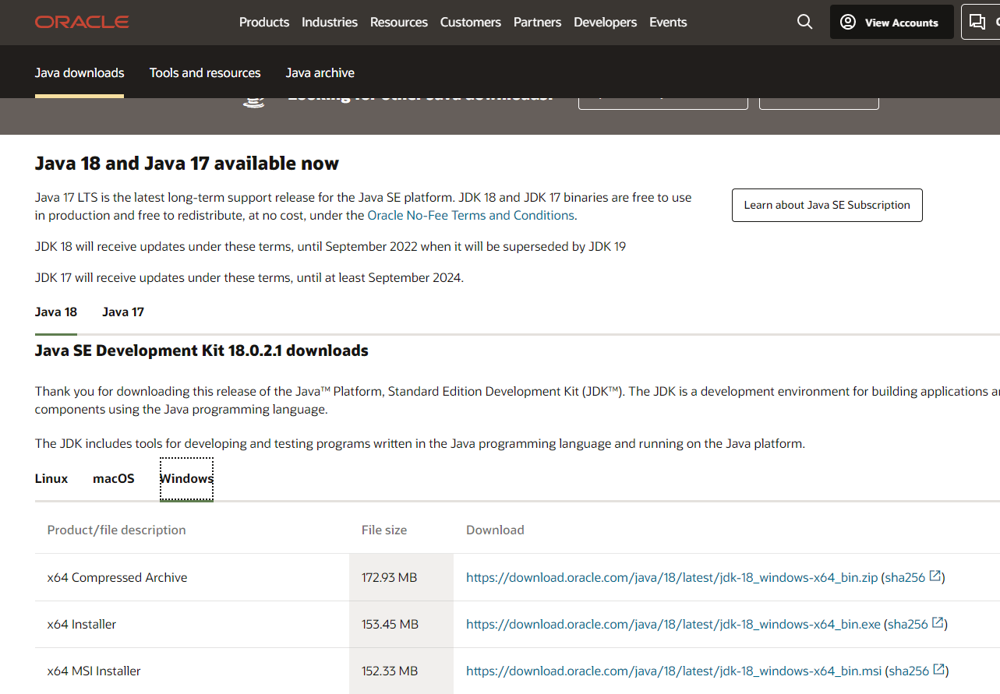 ORACLE
Products Industries Resources Customers Partners Developers Events
View Accounts
Java downloads Tools and resources Java archive
Looking for other Java downloads?
Java 18 and Java 17 available now
Java 17 LTS is the latest long-term support release for the Java SE platform. JDK 18 and JDK 17 binaries are free to use
in production and free to redistribute, at no cost, under the Oracle No-Fee Terms and Conditions.
Learn about Java SE Subscription
JDK 18 will receive updates under these terms, until September 2022 when it will be superseded by JDK 19
JDK 17 will receive updates under these terms, until at least September 2024.
Java 18 Java 17
Java SE Development Kit 18.0.2.1 downloads
Thank you for downloading this release of the Java™ Platform, Standard Edition Development Kit (JDK™). The JDK is a development environment for building applications
components using the Java programming language.
The JDK includes tools for developing and testing programs written in the Java programming language and running on the Java platform.
Linux macOS Windows
Product/file description File size Download
x64 Compressed Archive 172.93 MB https://download.oracle.com/java/18/latest/jdk-18_windows-x64_bin.zip (sha256)
x64 Installer 153.45 MB https://download.oracle.com/java/18/latest/jdk-18_windows-x64_bin.exe (sha256)
x64 MSI Installer 152.33 MB https://download.oracle.com/java/18/latest/jdk-18_windows-x64_bin.msi (sha256)